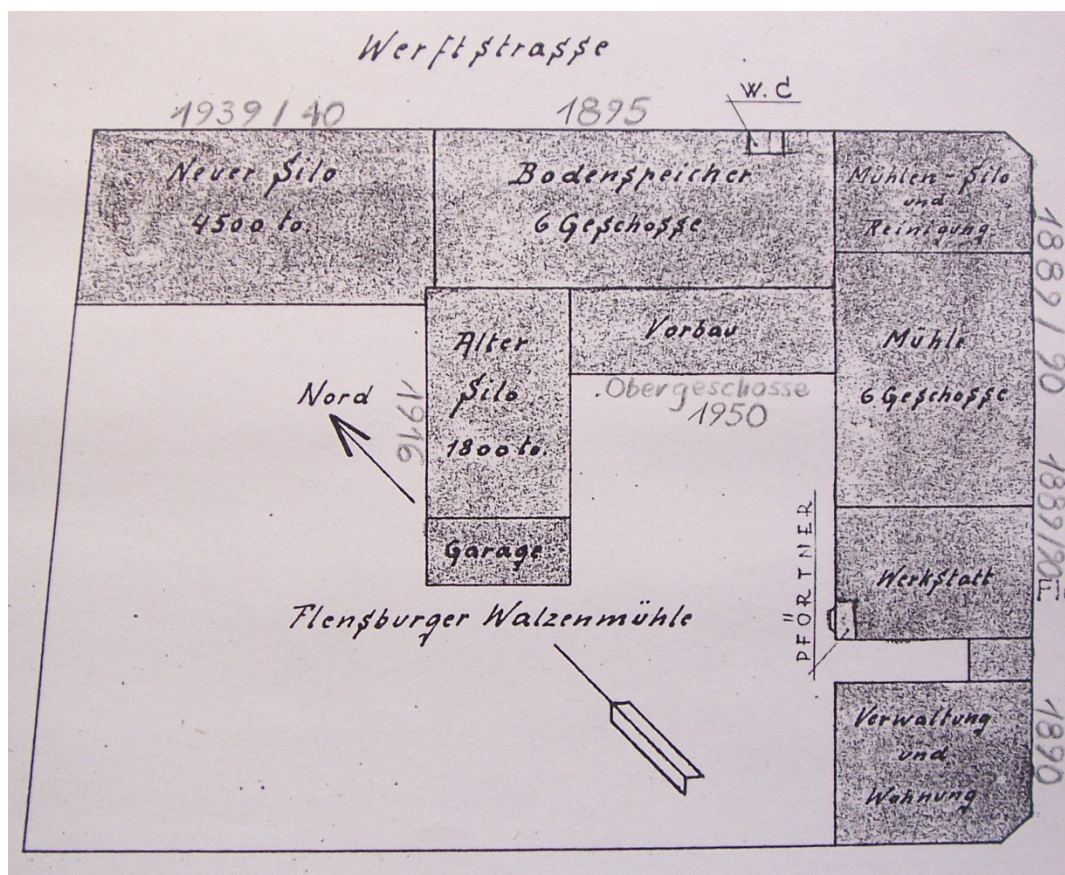 Werftstrasse
1939 / 40
1895
W.C
Neuer Silo
4500 to.
Bodenspeicher
6 Geschosse
Mühlen-Silo
und
Reinigung
1889 / 90
Alter
Silo
1800 to.
1916
Vorbau
Obergeschosse
1950
Mühle
6 Geschosse
Nord
Garage
Flensburger Walzenmühle
PFÖRTNER
Werkstatt
1889/90
Verwaltung
und
Wohnung
1890